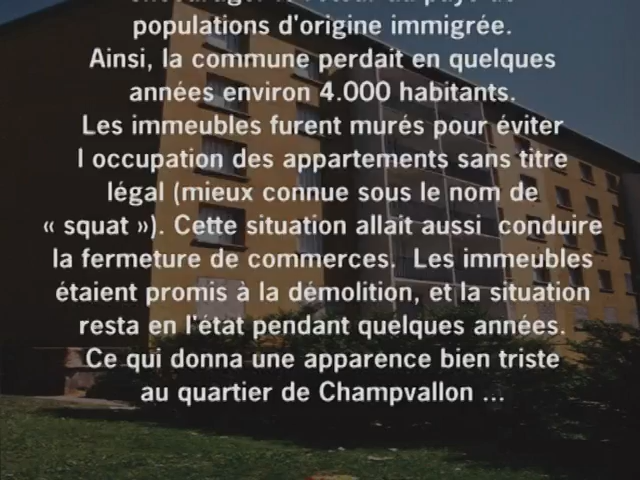 populations d'origine immigrée.
Ainsi, la commune perdait en quelques
années environ 4.000 habitants.
Les immeubles furent murés pour éviter
l occupation des appartements sans titre
légal (mieux connue sous le nom de
« squat »). Cette situation allait aussi  conduire
la fermeture de commerces.  Les immeubles
étaient promis à la démolition, et la situation
resta en l'état pendant quelques années.
Ce qui donna une apparence bien triste
au quartier de Champvallon ...